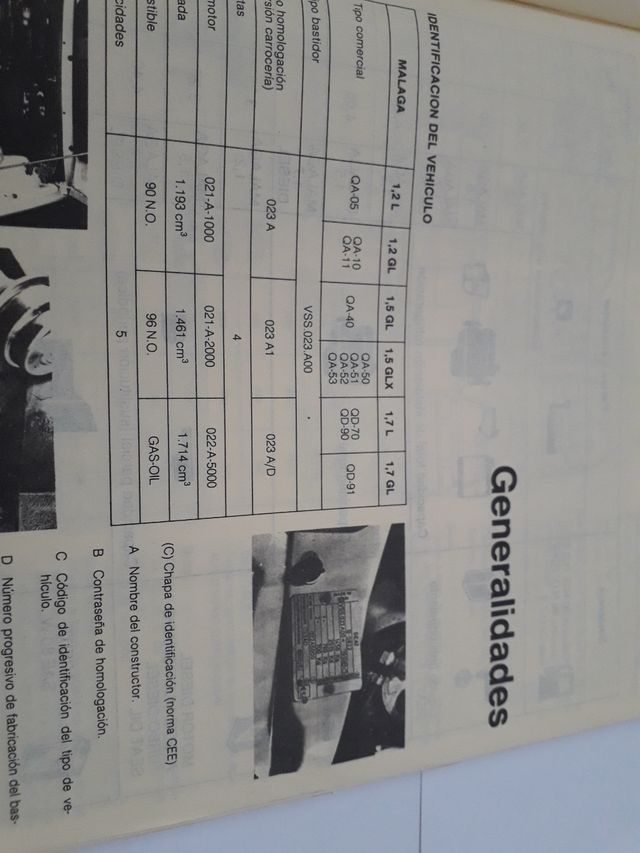 Generalidades
IDENTIFICACION DEL VEHICULO
MALAGA 1,2 L 1,2 GL 1,5 GL 1,5 GLX 1,7 L 1,7 GL
Tipo comercial QA-05 QA-10 QA-11 QA-40 QA-50 QA-51 QA-52 QA-53 QD-70 QD-90 QD-91
po bastidor VSS.023.A00
o homologación
rsión carrocería) 023 A 023 A1 023 A/D
tas 4
motor 021-A-1000 021-A-2000 022-A-5000
ada 1.193 cm³ 1.461 cm³ 1.714 cm³
stible 90 N.O. 96 N.O. GAS-OIL
cidades 5
SEAT
(C) Chapa de identificación (norma CEE)
A Nombre del constructor.
B Contraseña de homologación.
C Código de identificación del tipo de ve-
hículo.
D Número progresivo de fabricación del bas-